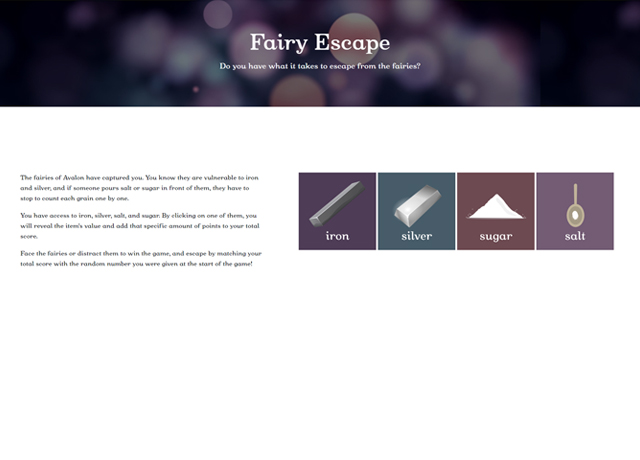 Fairy Escape
Do you have what it takes to escape from the fairies?
The fairies of Avalon have captured you. You know they are vulnerable to iron
and silver, and if someone pours salt or sugar in front of them, they have to
stop to count each grain one by one.
You have access to iron, silver, salt, and sugar. By clicking on one of them, you
will reveal the item's value and add that specific amount of points to your total
score.
Face the fairies or distract them to win the game, and escape by matching your
total score with the random number you were given at the start of the game!
iron
silver
sugar
salt